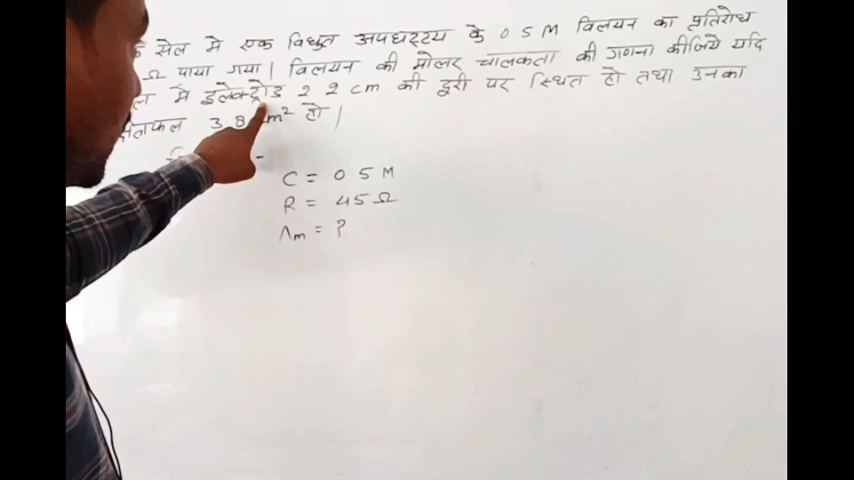 सेल मे एक विधुत अपघट्टय के 0 5 M विलयन का प्रतिरोध
Ω पाया गया | विलयन की मोलर चालकता की गणना कीजिये यदि
मे इलेक्ट्रोड 2 2 cm की दूरी पर स्थित हो तथा उनका
3 8 m² हो |
C = 0 5 M
R = 45 Ω
Λm = ?